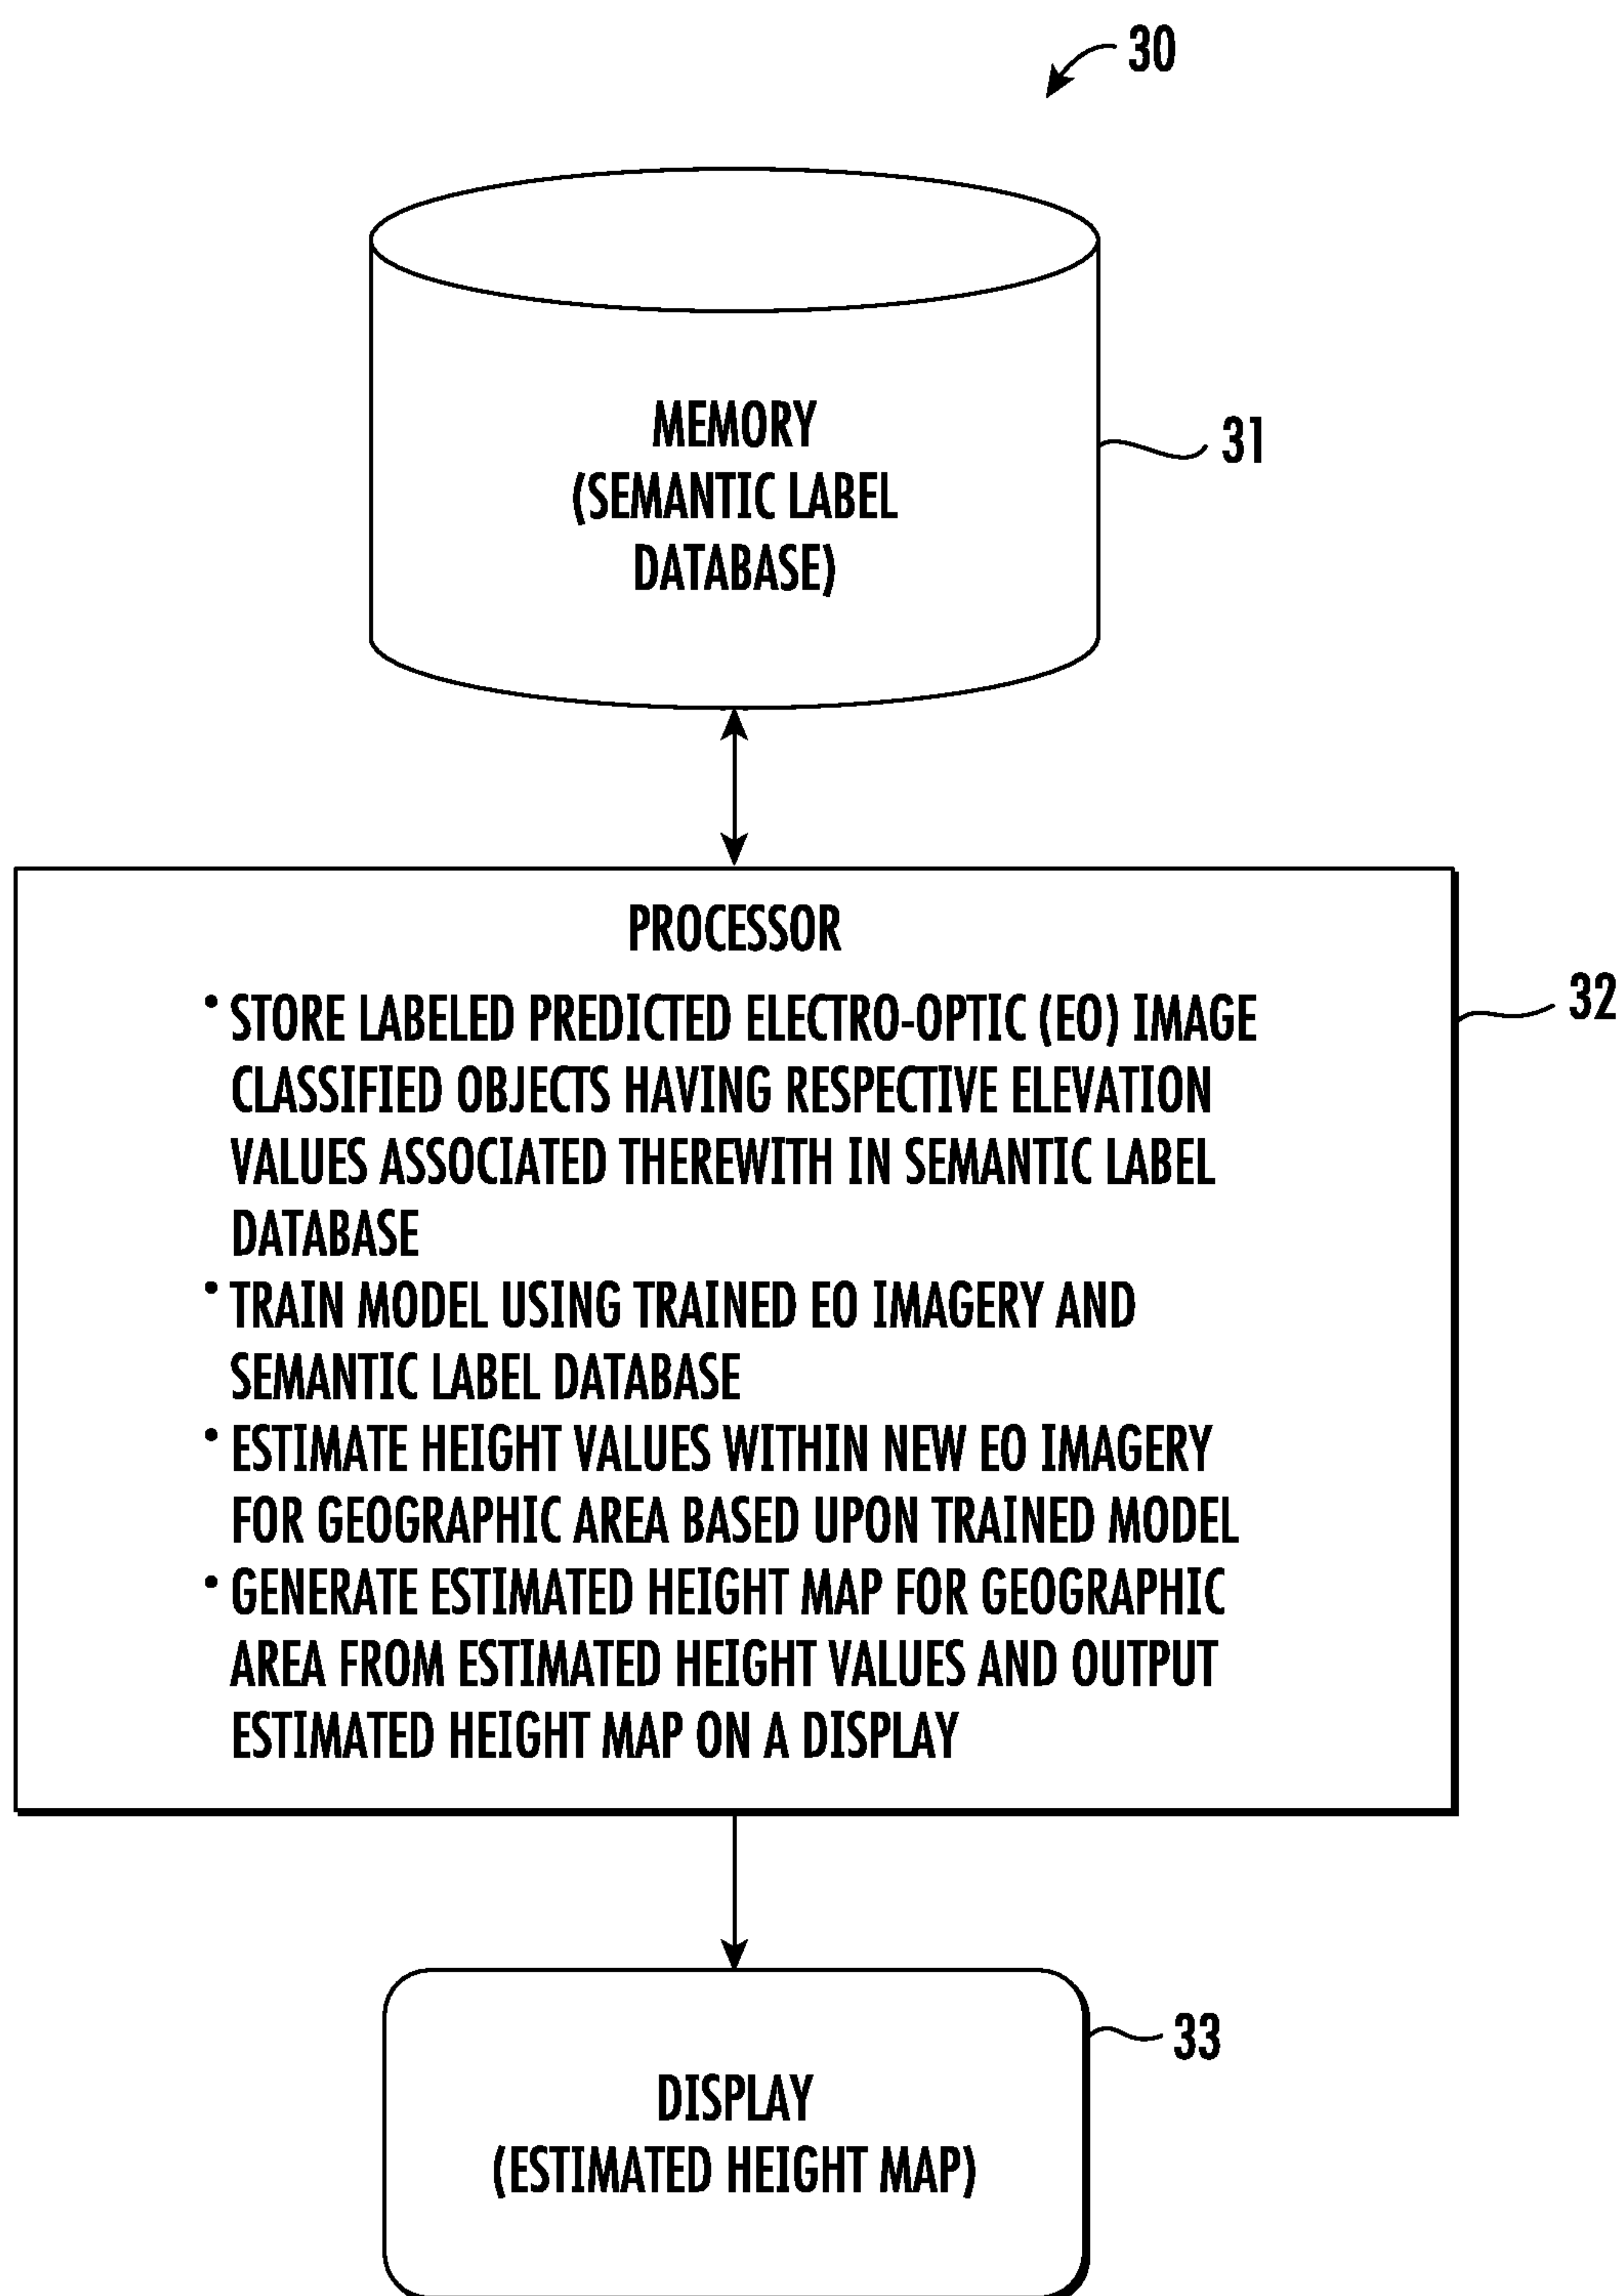 30
MEMORY
(SEMANTIC LABEL
DATABASE)
31
PROCESSOR
• STORE LABELED PREDICTED ELECTRO-OPTIC (EO) IMAGE
CLASSIFIED OBJECTS HAVING RESPECTIVE ELEVATION
VALUES ASSOCIATED THEREWITH IN SEMANTIC LABEL
DATABASE
• TRAIN MODEL USING TRAINED EO IMAGERY AND
SEMANTIC LABEL DATABASE
• ESTIMATE HEIGHT VALUES WITHIN NEW EO IMAGERY
FOR GEOGRAPHIC AREA BASED UPON TRAINED MODEL
• GENERATE ESTIMATED HEIGHT MAP FOR GEOGRAPHIC
AREA FROM ESTIMATED HEIGHT VALUES AND OUTPUT
ESTIMATED HEIGHT MAP ON A DISPLAY
32
DISPLAY
(ESTIMATED HEIGHT MAP)
33